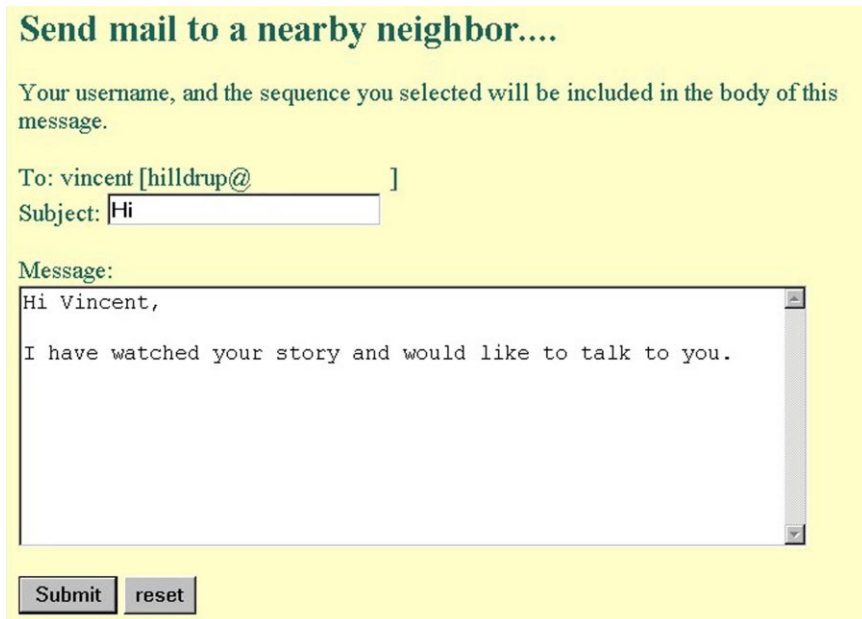 Send mail to a nearby neighbor....
Your username, and the sequence you selected will be included in the body of this
message.
To: vincent [hilldrup@ ]
Subject: Hi
Message:
Hi Vincent,
I have watched your story and would like to talk to you.
Submit reset